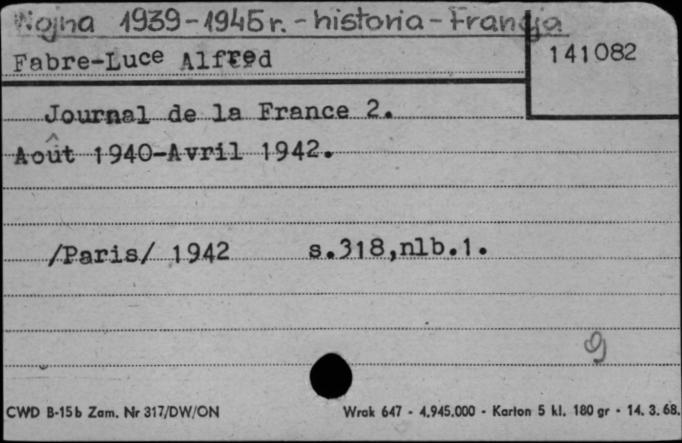 Wojna 1939-1945 r. - historia - Francja
Fabre-Luce Alfred
141082
Journal de la France 2.
Août 1940-Avril 1942.
/Paris/ 1942 s.318,nlb.1.
9
CWD B-15b Zam. Nr 317/DW/ON Wrak 647 - 4.945.000 - Karton 5 kl. 180 gr - 14. 3. 68.